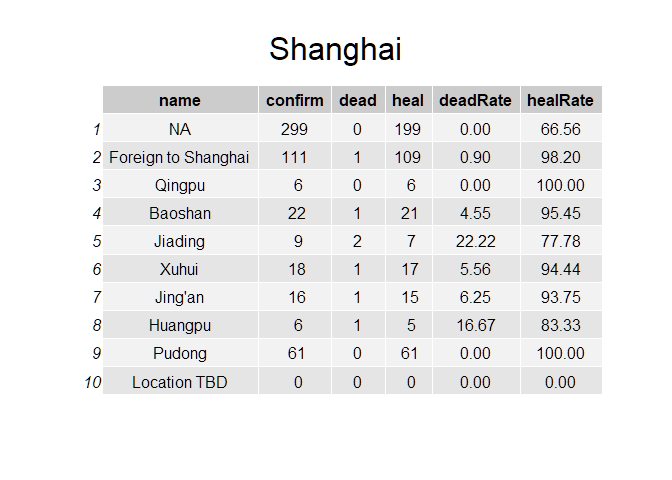 Shanghai
name confirm dead heal deadRate healRate
1 NA 299 0 199 0.00 66.56
2 Foreign to Shanghai 111 1 109 0.90 98.20
3 Qingpu 6 0 6 0.00 100.00
4 Baoshan 22 1 21 4.55 95.45
5 Jiading 9 2 7 22.22 77.78
6 Xuhui 18 1 17 5.56 94.44
7 Jing'an 16 1 15 6.25 93.75
8 Huangpu 6 1 5 16.67 83.33
9 Pudong 61 0 61 0.00 100.00
10 Location TBD 0 0 0 0.00 0.00